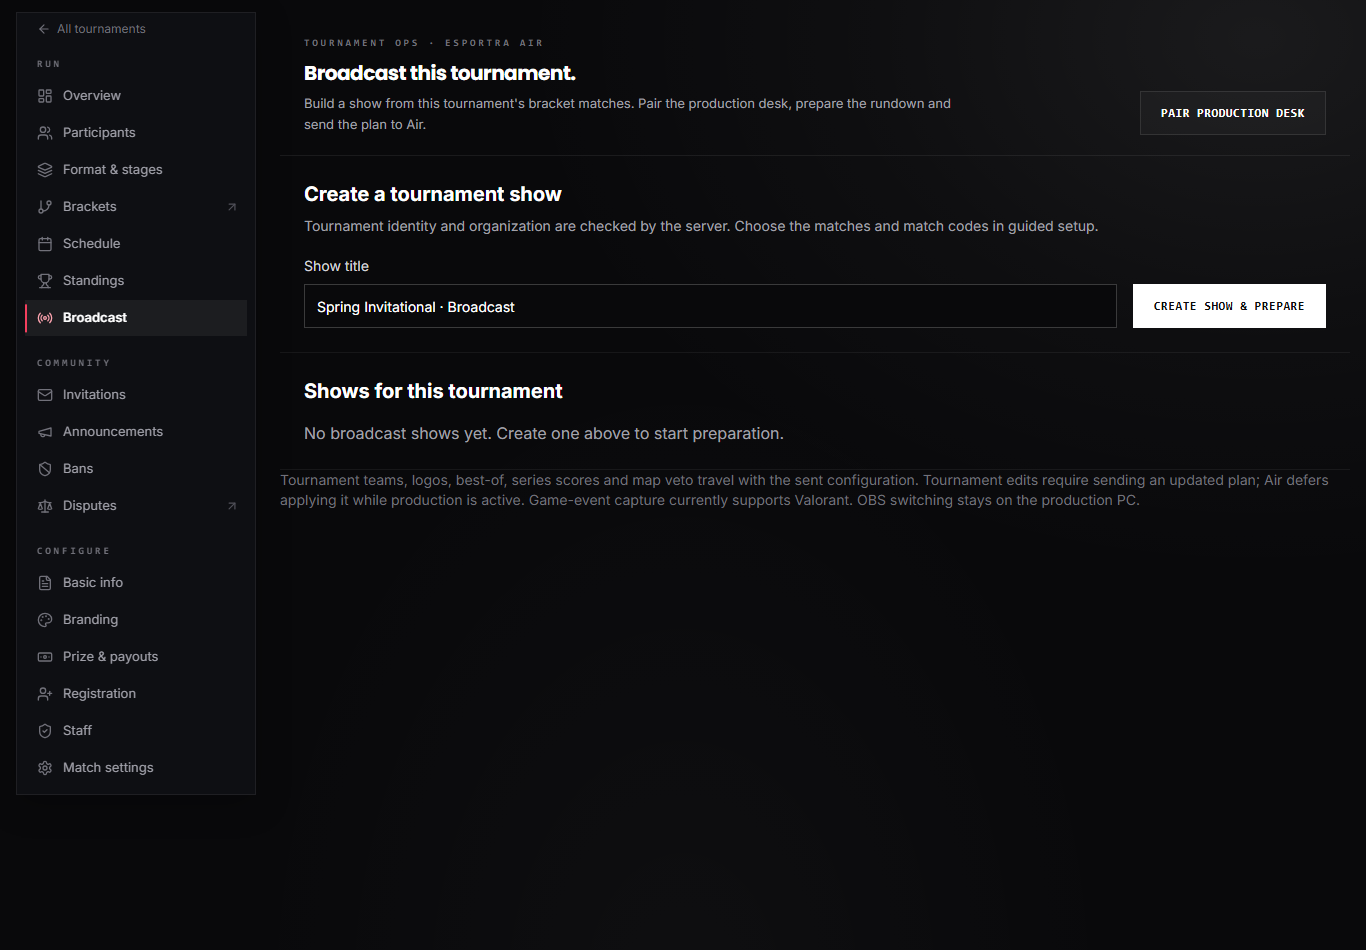 All tournaments
RUN
Overview
Participants
Format & stages
Brackets
Schedule
Standings
Broadcast
COMMUNITY
Invitations
Announcements
Bans
Disputes
CONFIGURE
Basic info
Branding
Prize & payouts
Registration
Staff
Match settings
TOURNAMENT OPS · ESPORTRA AIR
Broadcast this tournament.
Build a show from this tournament's bracket matches. Pair the production desk, prepare the rundown and
send the plan to Air.
PAIR PRODUCTION DESK
Create a tournament show
Tournament identity and organization are checked by the server. Choose the matches and match codes in guided setup.
Show title
Spring Invitational · Broadcast
CREATE SHOW & PREPARE
Shows for this tournament
No broadcast shows yet. Create one above to start preparation.
Tournament teams, logos, best-of, series scores and map veto travel with the sent configuration. Tournament edits require sending an updated plan; Air defers
applying it while production is active. Game-event capture currently supports Valorant. OBS switching stays on the production PC.